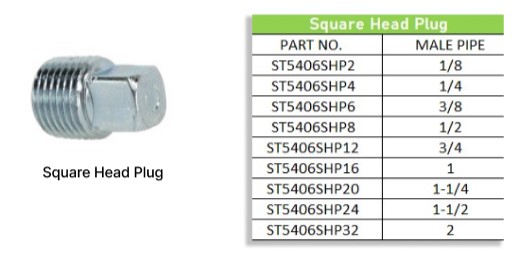 Square Head Plug
Square Head Plug
PART NO. MALE PIPE
ST5406SHP2 1/8
ST5406SHP4 1/4
ST5406SHP6 3/8
ST5406SHP8 1/2
ST5406SHP12 3/4
ST5406SHP16 1
ST5406SHP20 1-1/4
ST5406SHP24 1-1/2
ST5406SHP32 2